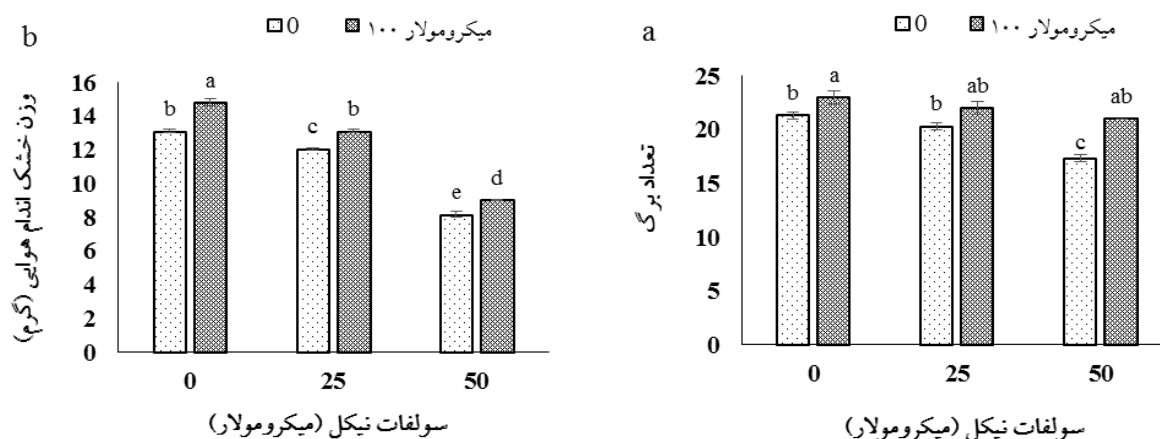 b
0 ۱۰۰ میکرومولار
وزن خشک اندام هوایی (گرم)
16
14
12
10
8
6
4
2
0
b a
c b
e d
0 25 50
سولفات نیکل (میکرومولار)
a
0 ۱۰۰ میکرومولار
تعداد برگ
25
20
15
10
5
0
b a
b ab
c ab
0 25 50
سولفات نیکل (میکرومولار)